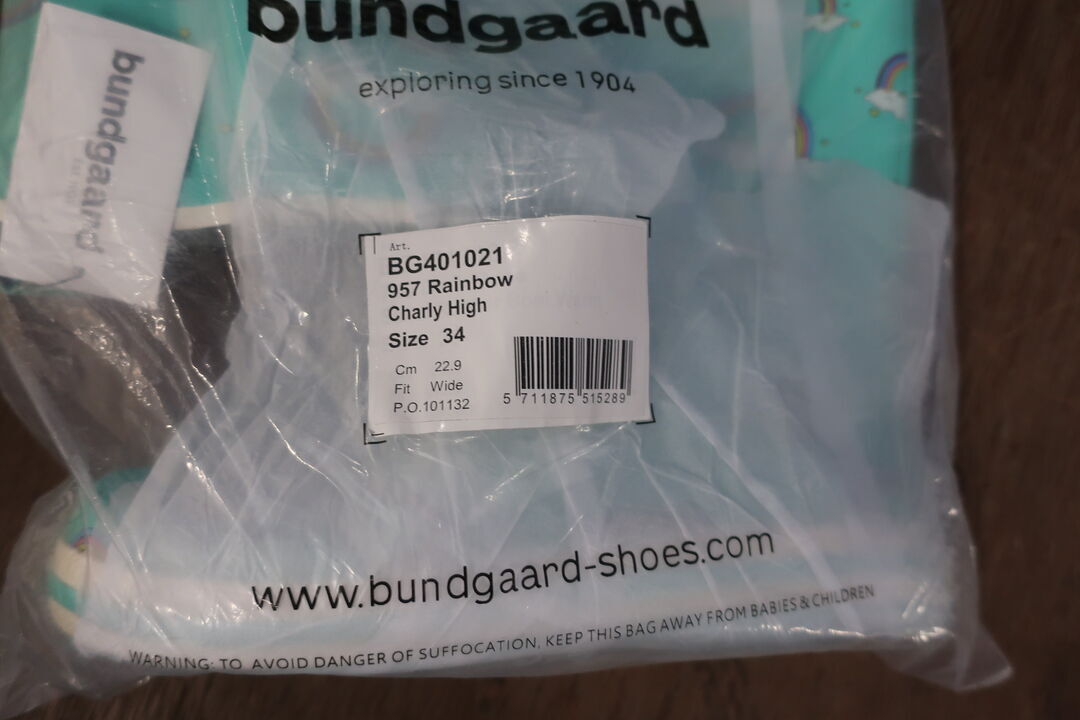 bundgaard
exploring since 1904
bundgaard
Art.
BG401021
957 Rainbow
Charly High
Size 34
Cm 22.9
Fit Wide
P.O.101132
5 711875 515289
www.bundgaard-shoes.com
WARNING: TO AVOID DANGER OF SUFFOCATION, KEEP THIS BAG AWAY FROM BABIES & CHILDREN